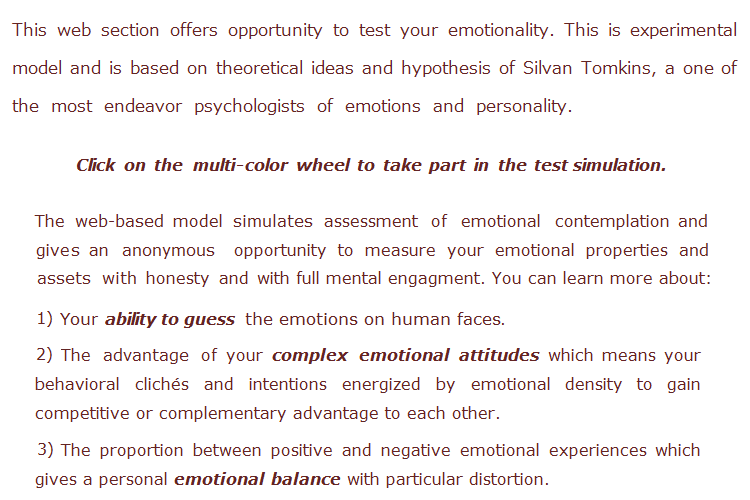 This web section offers opportunity to test your emotionality. This is experimental
model and is based on theoretical ideas and hypothesis of Silvan Tomkins, a one of
the most endeavor psychologists of emotions and personality.
Click on the multi-color wheel to take part in the test simulation.
The web-based model simulates assessment of emotional contemplation and
gives an anonymous opportunity to measure your emotional properties and
assets with honesty and with full mental engagment. You can learn more about:
1) Your ability to guess the emotions on human faces.
2) The advantage of your complex emotional attitudes which means your
behavioral clichés and intentions energized by emotional density to gain
competitive or complementary advantage to each other.
3) The proportion between positive and negative emotional experiences which
gives a personal emotional balance with particular distortion.